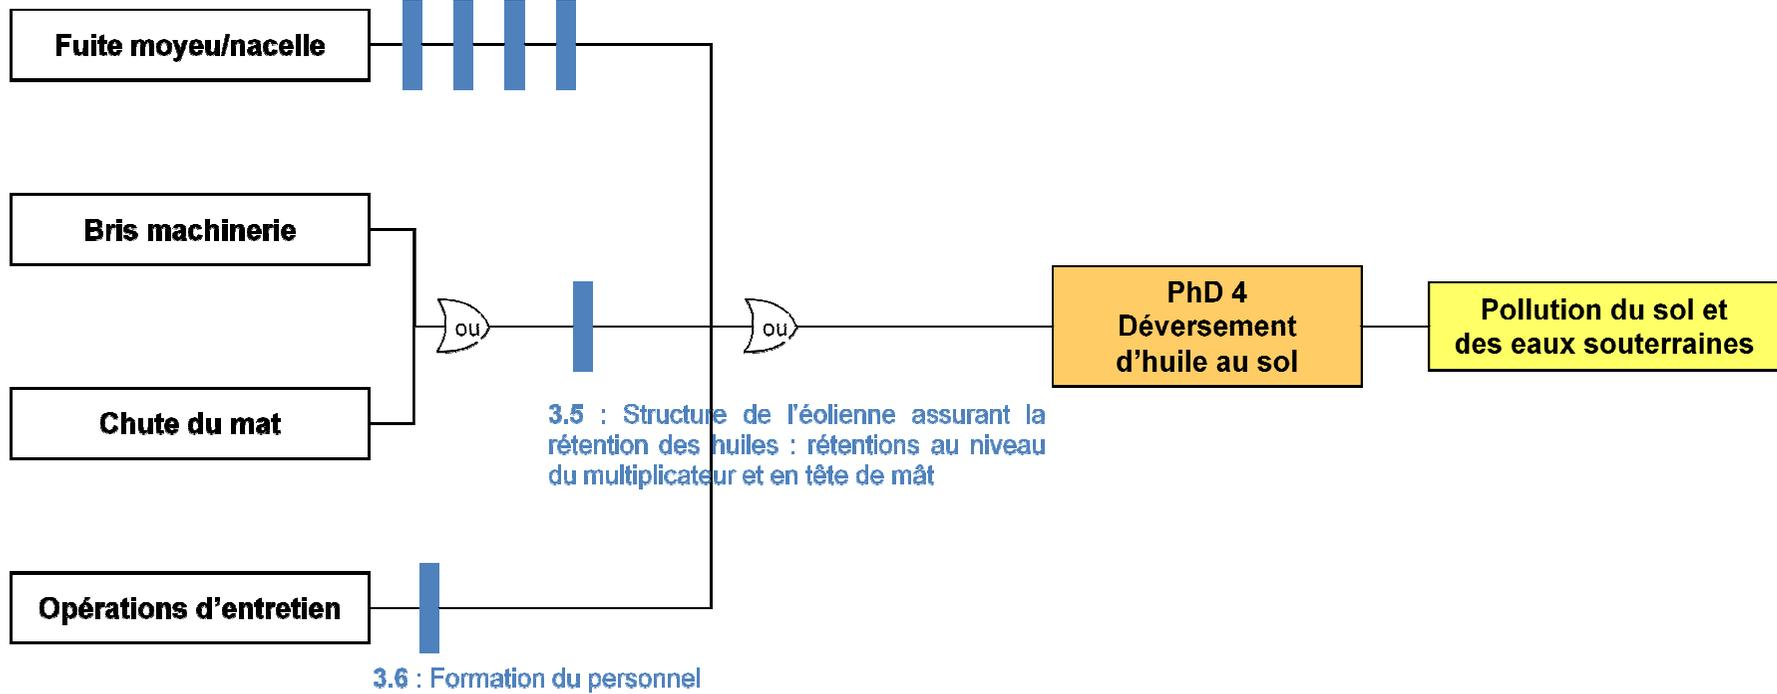 Fuite moyeu/nacelle
Bris machinerie
ou
ou
PhD 4
Déversement
d'huile au sol
Pollution du sol et
des eaux souterraines
Chute du mat
3.5 : Structure de l'éolienne assurant la
rétention des huiles : rétentions au niveau
du multiplicateur et en tête de mât
Opérations d'entretien
3.6 : Formation du personnel